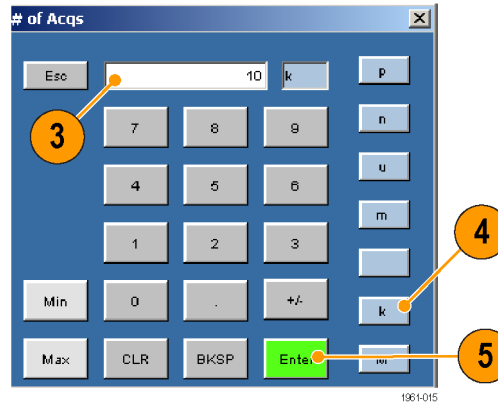 # of Acqs
Esc 10 k p
3
7 8 9 n
4 5 6 u
m
1 2 3
4
Min 0 . +/- k
5
Max CLR BKSP Enter M
1961-015